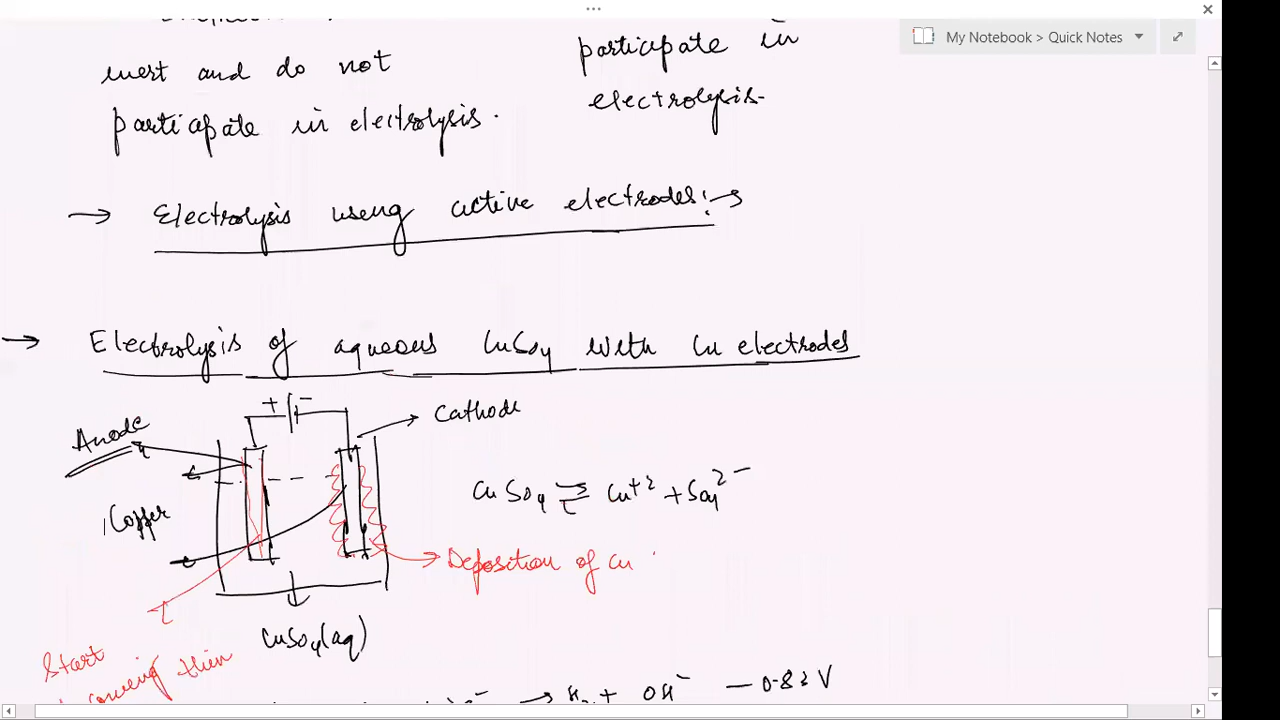 My Notebook > Quick Notes
inert and do not
participate in electrolysis.
participate in
electrolysis.
→ Electrolysis using active electrodes :→
→ Electrolysis of aqueous CuSO4 with Cu electrodes
+ -
Anode
Cathode
Copper
CuSO4 ⇌ Cu+2 + SO4 2-
→ Deposition of Cu
CuSO4(aq)
Start
thin
→ H2 + OH- — 0.83 V